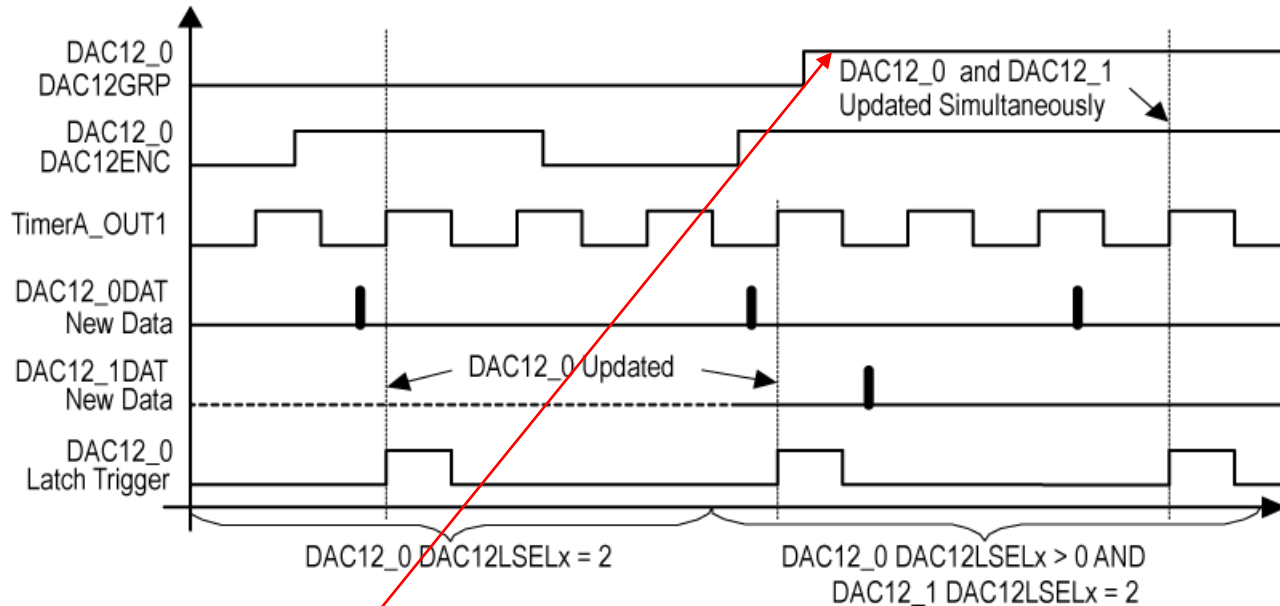 DAC12_0
DAC12GRP
DAC12_0 and DAC12_1
Updated Simultaneously
DAC12_0
DAC12ENC
TimerA_OUT1
DAC12_0DAT
New Data
DAC12_1DAT
New Data
DAC12_0 Updated
DAC12_0
Latch Trigger
DAC12_0 DAC12LSELx = 2
DAC12_0 DAC12LSELx > 0 AND
DAC12_1 DAC12LSELx = 2